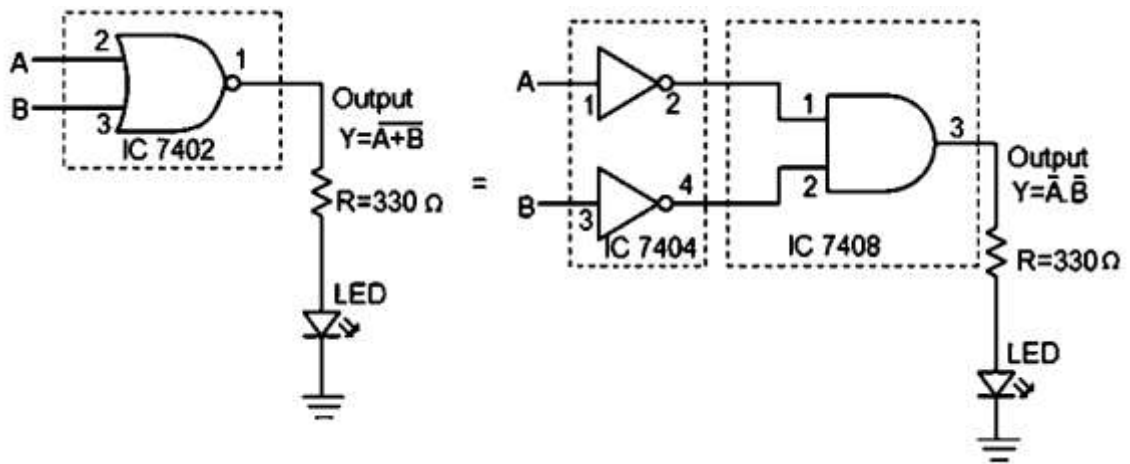 A
2
1
B
3
IC 7402
Output
Y=A̅+̅B̅
R=330 Ω
LED
=
A
1
2
B
3
4
IC 7404
1
2
3
IC 7408
Output
Y=A̅.B̅
R=330Ω
LED